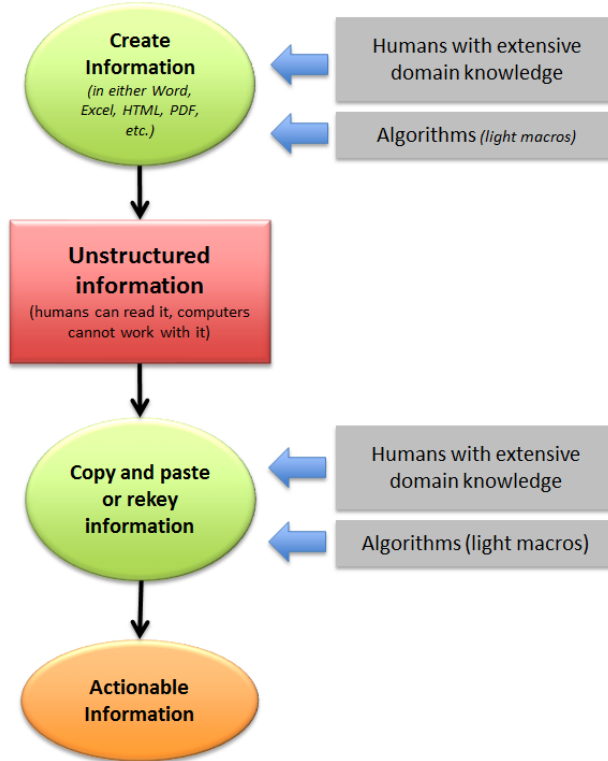 Create
Information
(in either Word,
Excel, HTML, PDF,
etc.)
Humans with extensive
domain knowledge
Algorithms (light macros)
Unstructured
information
(humans can read it, computers
cannot work with it)
Copy and paste
or rekey
information
Humans with extensive
domain knowledge
Algorithms (light macros)
Actionable
Information